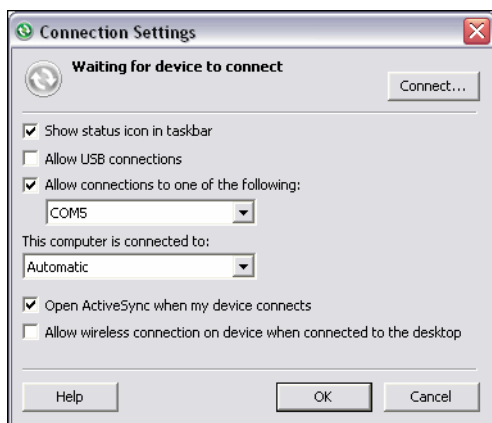 Connection Settings
Waiting for device to connect
Connect...
Show status icon in taskbar
Allow USB connections
Allow connections to one of the following:
COM5
This computer is connected to:
Automatic
Open ActiveSync when my device connects
Allow wireless connection on device when connected to the desktop
Help
OK
Cancel